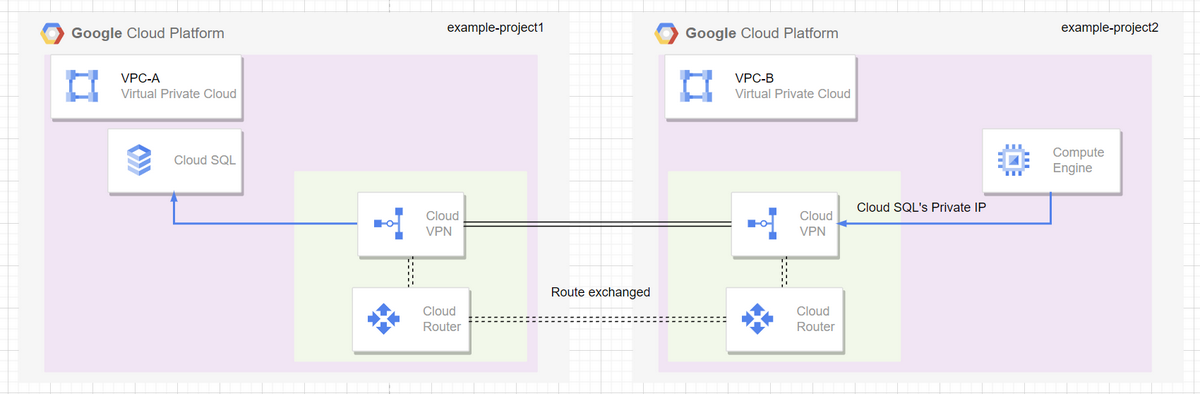 Google Cloud Platform
example-project1
VPC-A
Virtual Private Cloud
Cloud SQL
Cloud
VPN
Cloud
Router
Route exchanged
Google Cloud Platform
example-project2
VPC-B
Virtual Private Cloud
Compute
Engine
Cloud SQL's Private IP
Cloud
VPN
Cloud
Router